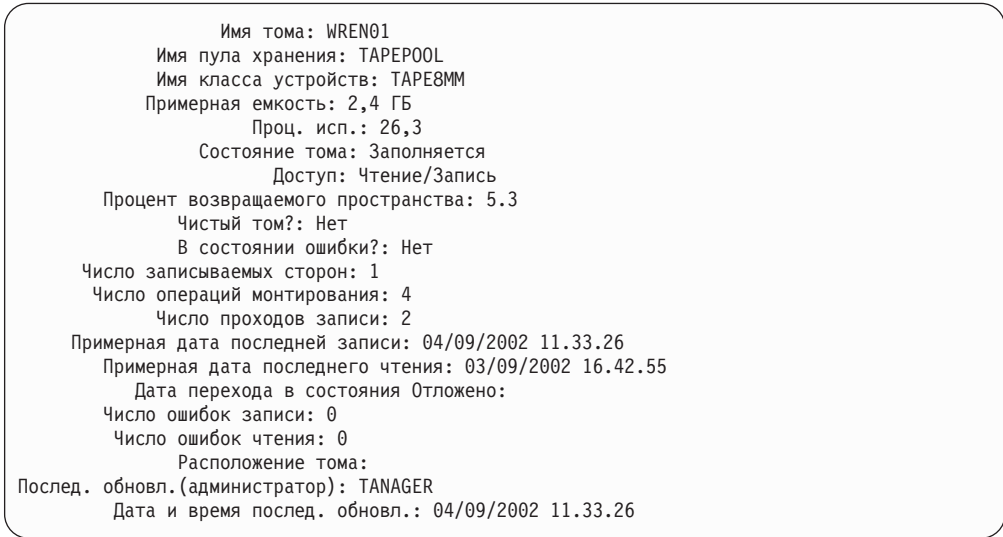 Имя тома: WREN01
Имя пула хранения: TAPEPOOL
Имя класса устройств: TAPE8MM
Примерная емкость: 2,4 ГБ
Проц. исп.: 26,3
Состояние тома: Заполняется
Доступ: Чтение/Запись
Процент возвращаемого пространства: 5.3
Чистый том?: Нет
В состоянии ошибки?: Нет
Число записываемых сторон: 1
Число операций монтирования: 4
Число проходов записи: 2
Примерная дата последней записи: 04/09/2002 11.33.26
Примерная дата последнего чтения: 03/09/2002 16.42.55
Дата перехода в состояния Отложено:
Число ошибок записи: 0
Число ошибок чтения: 0
Расположение тома:
Послед. обновл.(администратор): TANAGER
Дата и время послед. обновл.: 04/09/2002 11.33.26